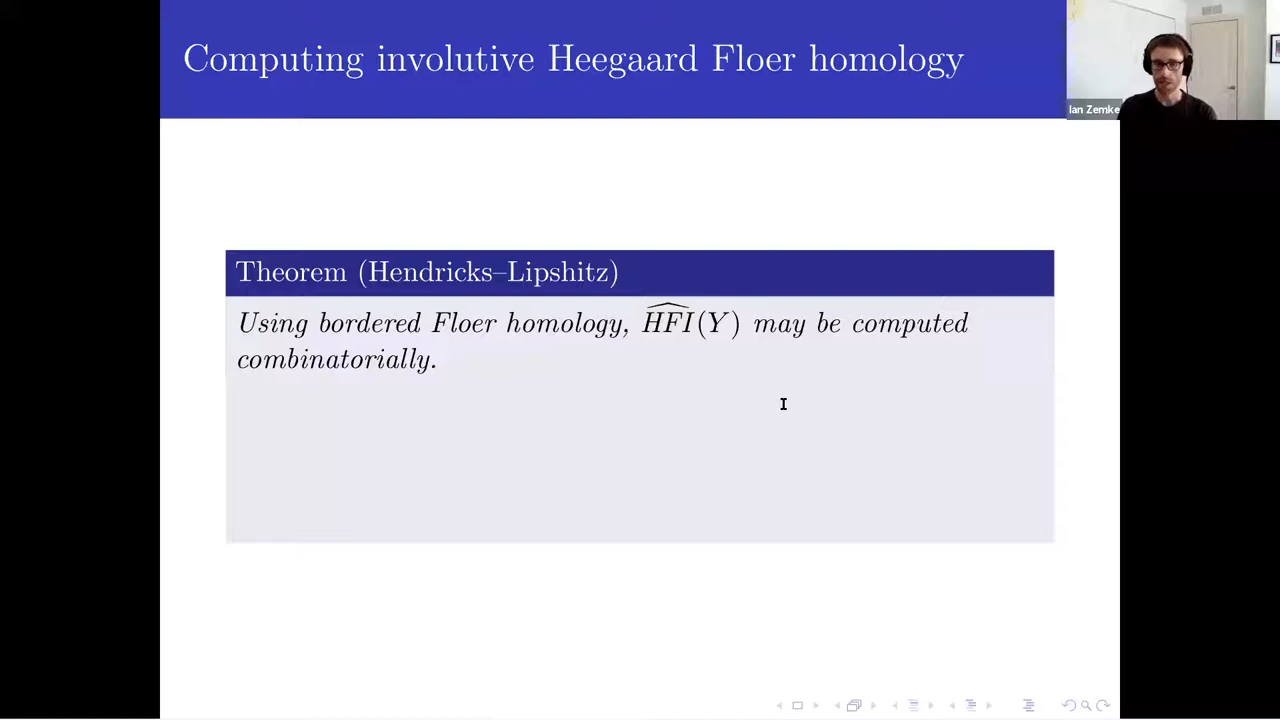 Computing involutive Heegaard Floer homology
Ian Zemke
Theorem (Hendricks–Lipshitz)
Using bordered Floer homology, $\widehat{HFI}(Y)$ may be computed
combinatorially.